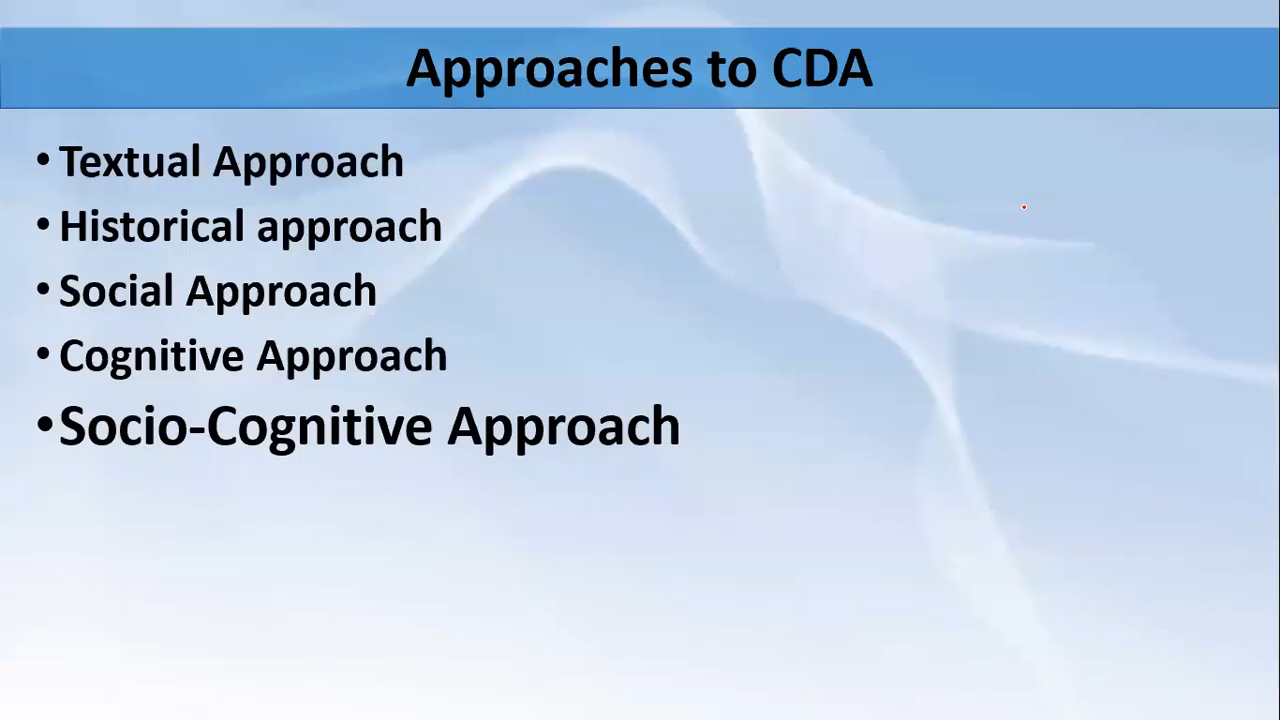 Approaches to CDA
• Textual Approach
• Historical approach
• Social Approach
• Cognitive Approach
• Socio-Cognitive Approach